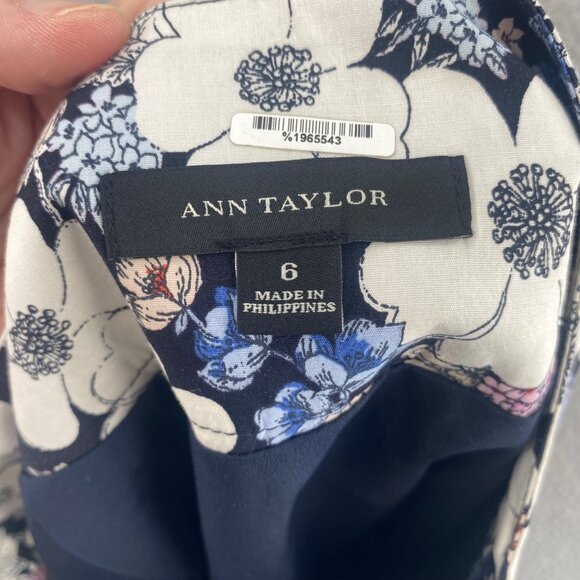 %1965543
ANN TAYLOR
6
MADE IN
PHILIPPINES